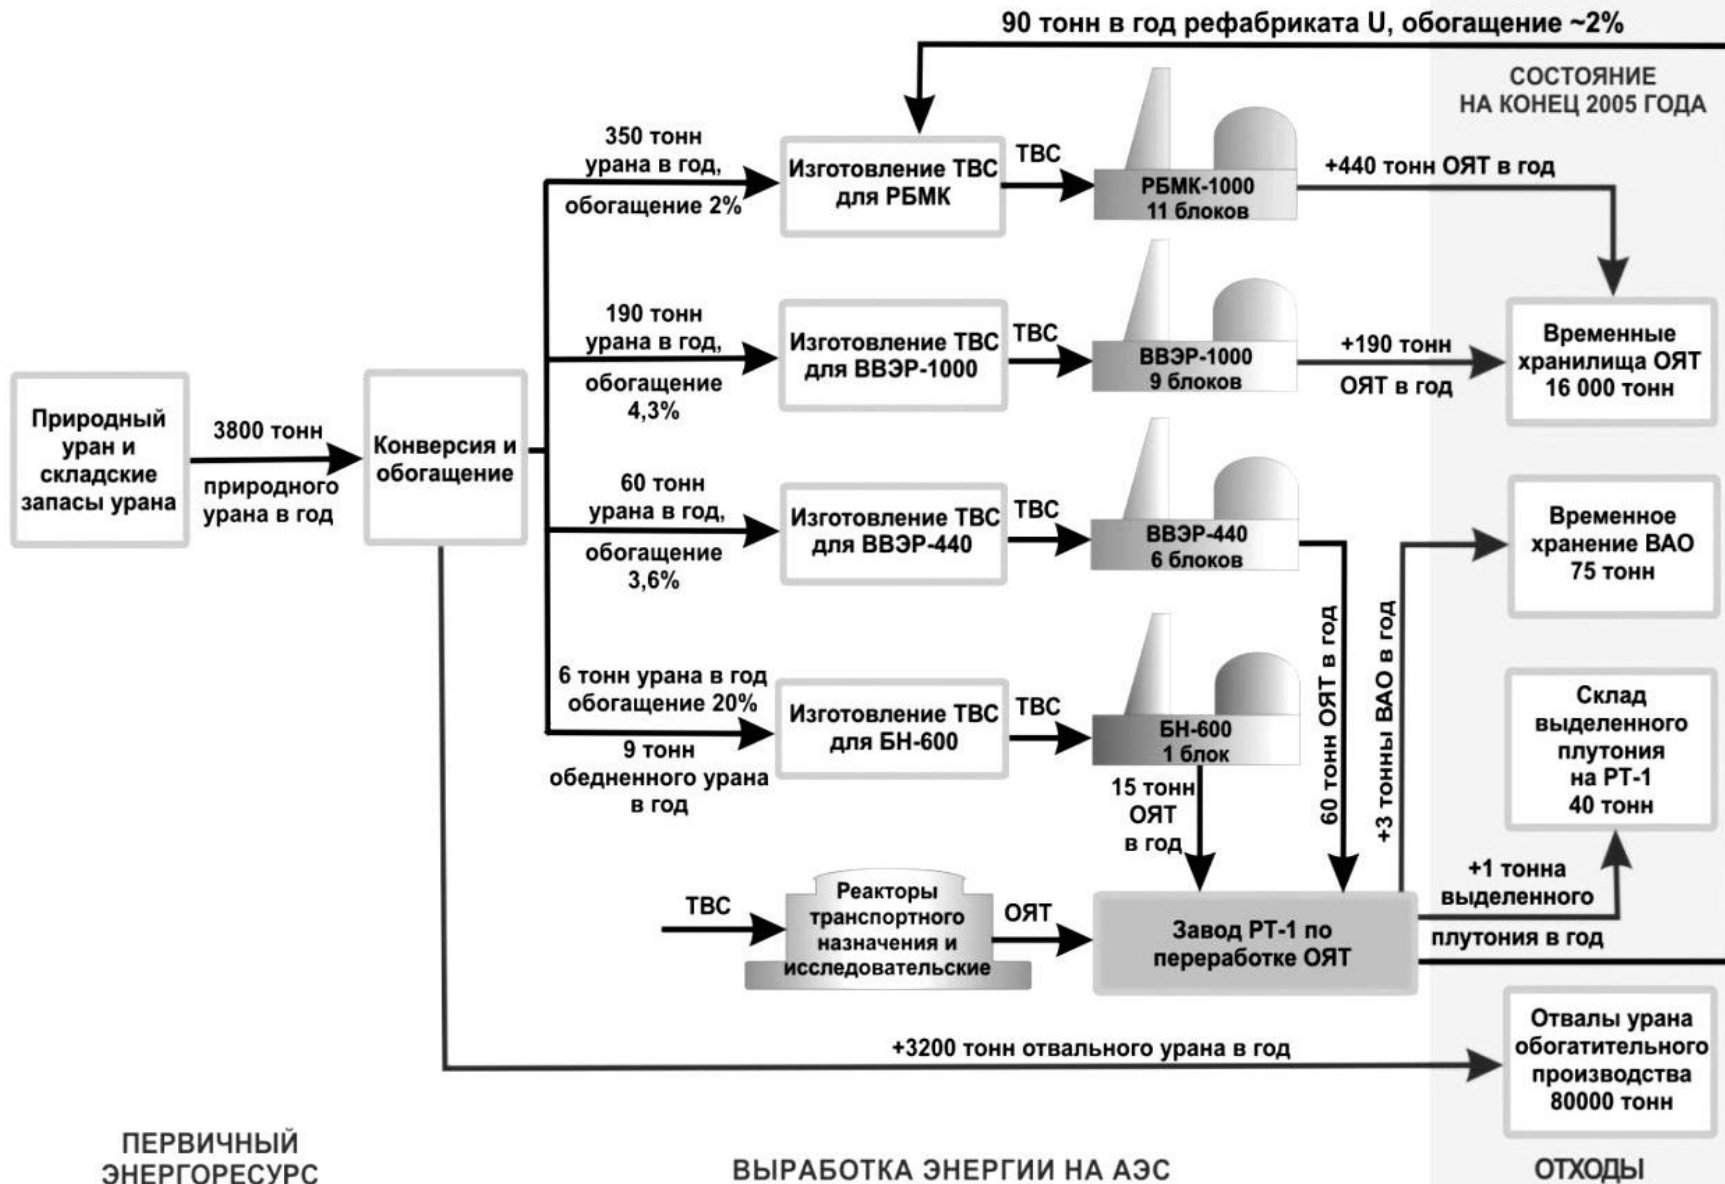 90 тонн в год рефабриката U, обогащение ~2%
СОСТОЯНИЕ
НА КОНЕЦ 2005 ГОДА
350 тонн
урана в год,
обогащение 2%
Изготовление ТВС
для РБМК
ТВС
РБМК-1000
11 блоков
+440 тонн ОЯТ в год
190 тонн
урана в год,
обогащение
4,3%
Изготовление ТВС
для ВВЭР-1000
ТВС
ВВЭР-1000
9 блоков
+190 тонн
ОЯТ в год
Временные
хранилища ОЯТ
16 000 тонн
Природный
уран и
складские
запасы урана
3800 тонн
природного
урана в год
Конверсия и
обогащение
60 тонн
урана в год,
обогащение
3,6%
Изготовление ТВС
для ВВЭР-440
ТВС
ВВЭР-440
6 блоков
60 тонн ОЯТ в год
+3 тонны ВАО в год
Временное
хранение ВАО
75 тонн
6 тонн урана в год
обогащение 20%
9 тонн
обедненного урана
в год
Изготовление ТВС
для БН-600
ТВС
БН-600
1 блок
15 тонн
ОЯТ
в год
Склад
выделенного
плутония
на РТ-1
40 тонн
ТВС
Реакторы
транспортного
назначения и
исследовательские
ОЯТ
Завод РТ-1 по
переработке ОЯТ
+1 тонна
выделенного
плутония в год
+3200 тонн отвального урана в год
Отвалы урана
обогатительного
производства
80000 тонн
ПЕРВИЧНЫЙ
ЭНЕРГОРЕСУРС
ВЫРАБОТКА ЭНЕРГИИ НА АЭС
ОТХОДЫ